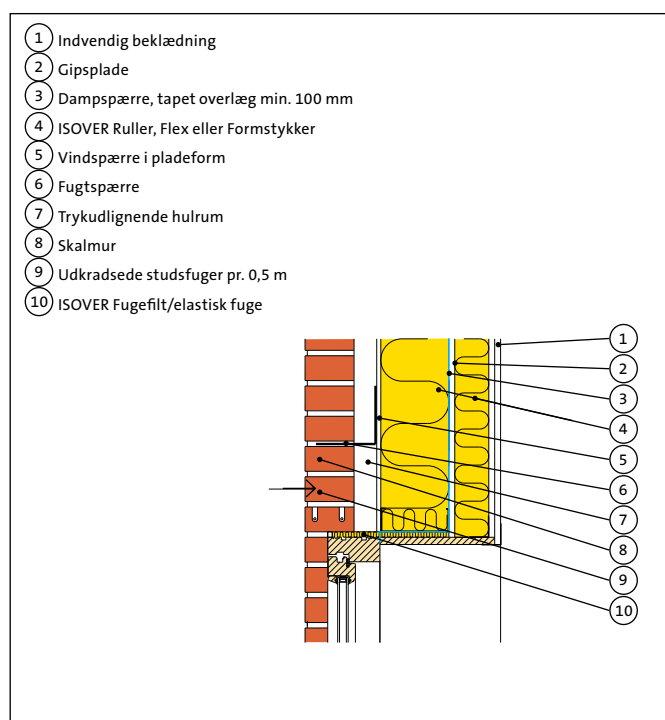 1 Indvendig beklædning
2 Gipsplade
3 Dampspærre, tapet overlæg min. 100 mm
4 ISOVER Ruller, Flex eller Formstykker
5 Vindspærre i pladeform
6 Fugtspærre
7 Trykudlignende hulrum
8 Skalmur
9 Udkradsede studsfuger pr. 0,5 m
10 ISOVER Fugefilt/elastisk fuge
1
2
3
4
5
6
7
8
9
10